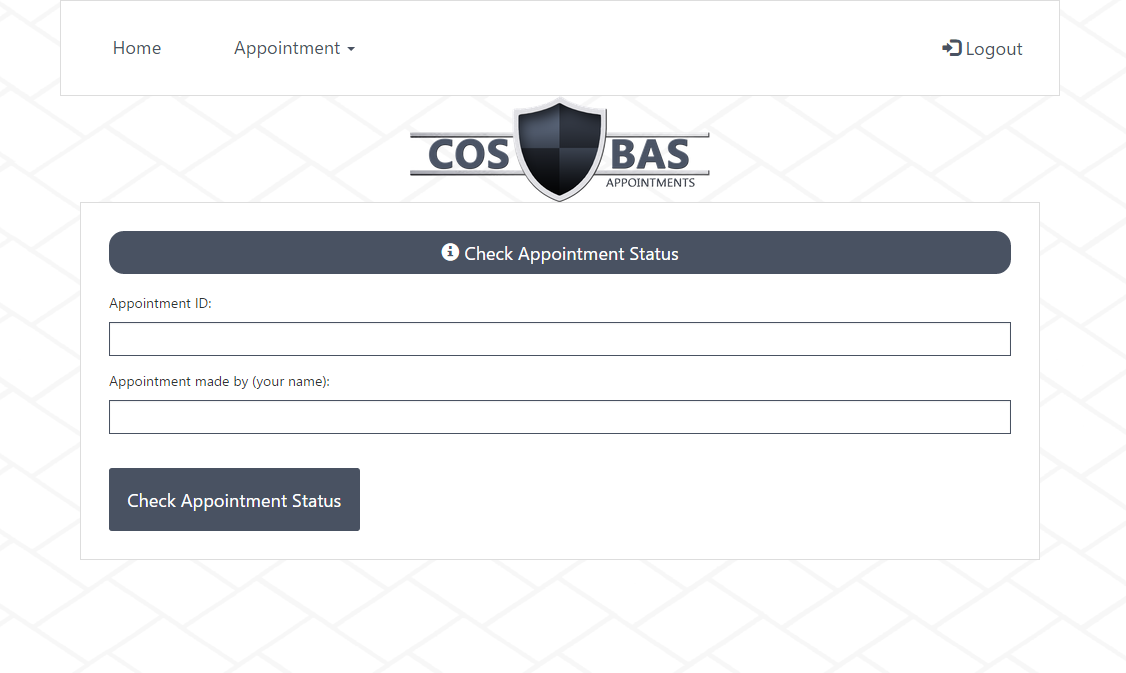 Home Appointment Logout
COS BAS
APPOINTMENTS
Check Appointment Status
Appointment ID:
Appointment made by (your name):
Check Appointment Status